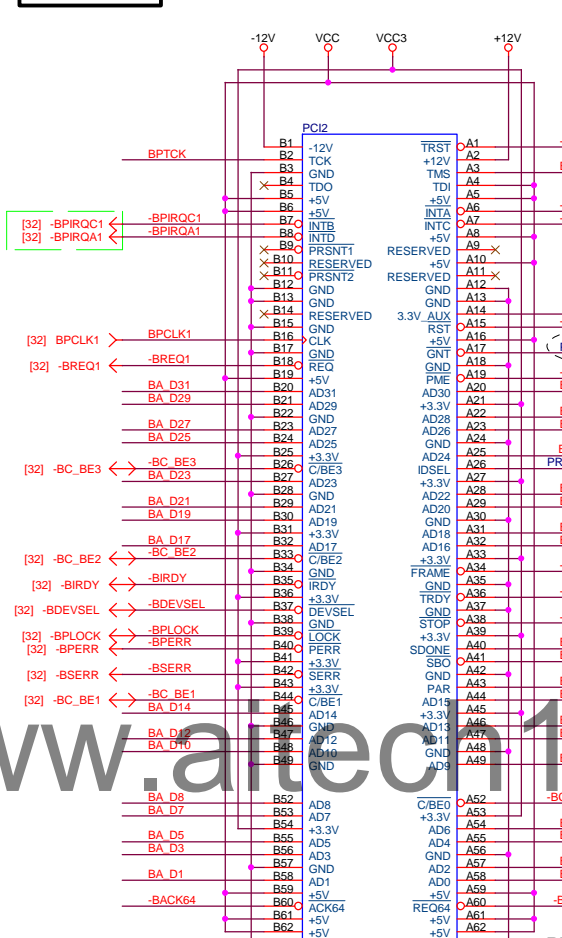 -12V VCC VCC3 +12V
PCI2
B1 -12V TRST A1
BPTCK B2 TCK +12V A2
B3 GND TMS A3
B4 TDO TDI A4
B5 +5V +5V A5
B6 +5V INTA A6
[32] -BPIRQC1 -BPIRQC1 B7 INTB INTC A7
[32] -BPIRQA1 -BPIRQA1 B8 INTD +5V A8
B9 PRSNT1 RESERVED A9
B10 RESERVED +5V A10
B11 PRSNT2 RESERVED A11
B12 GND GND A12
B13 GND GND A13
B14 RESERVED 3.3V_AUX A14
B15 GND RST A15
[32] BPCLK1 BPCLK1 B16 CLK +5V A16
B17 GND GNT A17
[32] -BREQ1 -BREQ1 B18 REQ GND A18
B19 +5V PME A19
BA_D31 B20 AD31 AD30 A20
BA_D29 B21 AD29 +3.3V A21
B22 GND AD28 A22
BA_D27 B23 AD27 AD26 A23
BA_D25 B24 AD25 GND A24
B25 +3.3V AD24 A25
[32] -BC_BE3 -BC_BE3 B26 C/BE3 IDSEL A26
BA_D23 B27 AD23 +3.3V A27
B28 GND AD22 A28
BA_D21 B29 AD21 AD20 A29
BA_D19 B30 AD19 GND A30
B31 +3.3V AD18 A31
BA_D17 B32 AD17 AD16 A32
[32] -BC_BE2 -BC_BE2 B33 C/BE2 +3.3V A33
B34 GND FRAME A34
[32] -BIRDY -BIRDY B35 IRDY GND A35
B36 +3.3V TRDY A36
[32] -BDEVSEL -BDEVSEL B37 DEVSEL GND A37
B38 GND STOP A38
[32] -BPLOCK -BPLOCK B39 LOCK +3.3V A39
[32] -BPERR -BPERR B40 PERR SDONE A40
B41 +3.3V SBO A41
[32] -BSERR -BSERR B42 SERR GND A42
B43 +3.3V PAR A43
[32] -BC_BE1 -BC_BE1 B44 C/BE1 AD15 A44
BA_D14 B45 AD14 +3.3V A45
B46 GND AD13 A46
BA_D12 B47 AD12 AD11 A47
BA_D10 B48 AD10 GND A48
B49 GND AD9 A49
BA_D8 B52 AD8 C/BE0 A52
BA_D7 B53 AD7 +3.3V A53
B54 +3.3V AD6 A54
BA_D5 B55 AD5 AD4 A55
BA_D3 B56 AD3 GND A56
B57 GND AD2 A57
BA_D1 B58 AD1 AD0 A58
B59 +5V +5V A59
-BACK64 B60 ACK64 REQ64 A60
B61 +5V +5V A61
B62 +5V +5V A62